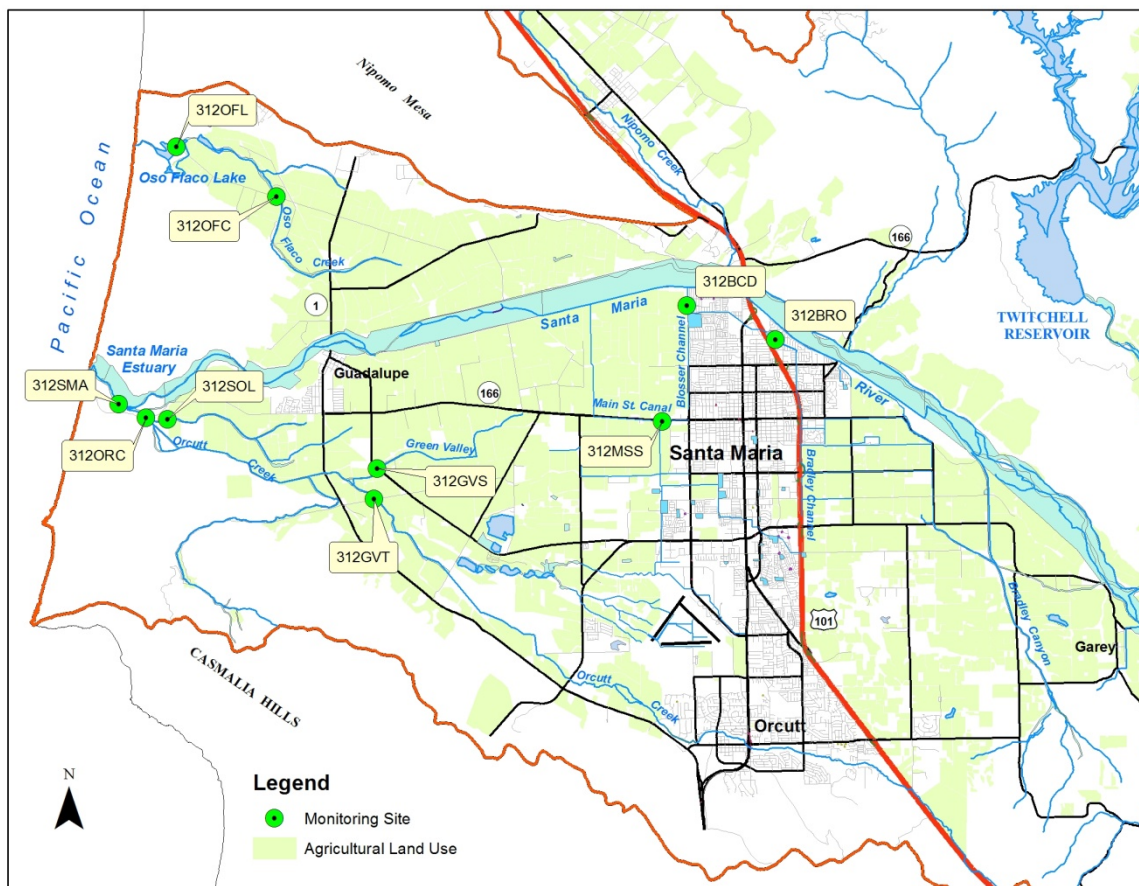 312OFL
Nipomo Mesa
Nipomo Creek
Pacific Ocean
Oso Flaco Lake
312OFC
Oso Flaco Creek
166
312BCD
1
Santa Maria River
312BRO
TWITCHELL
RESERVOIR
Santa Maria
Estuary
312SMA
312SOL
Guadalupe
Blosser Channel
166
Main St. Canal
312ORC
Orcutt Creek
Green Valley
312MSS
Santa Maria
312GVS
Bradley Channel
312GVT
Bradley Canyon
101
Garey
CASMALIA HILLS
Orcutt Creek
Orcutt
N
Legend
Monitoring Site
Agricultural Land Use